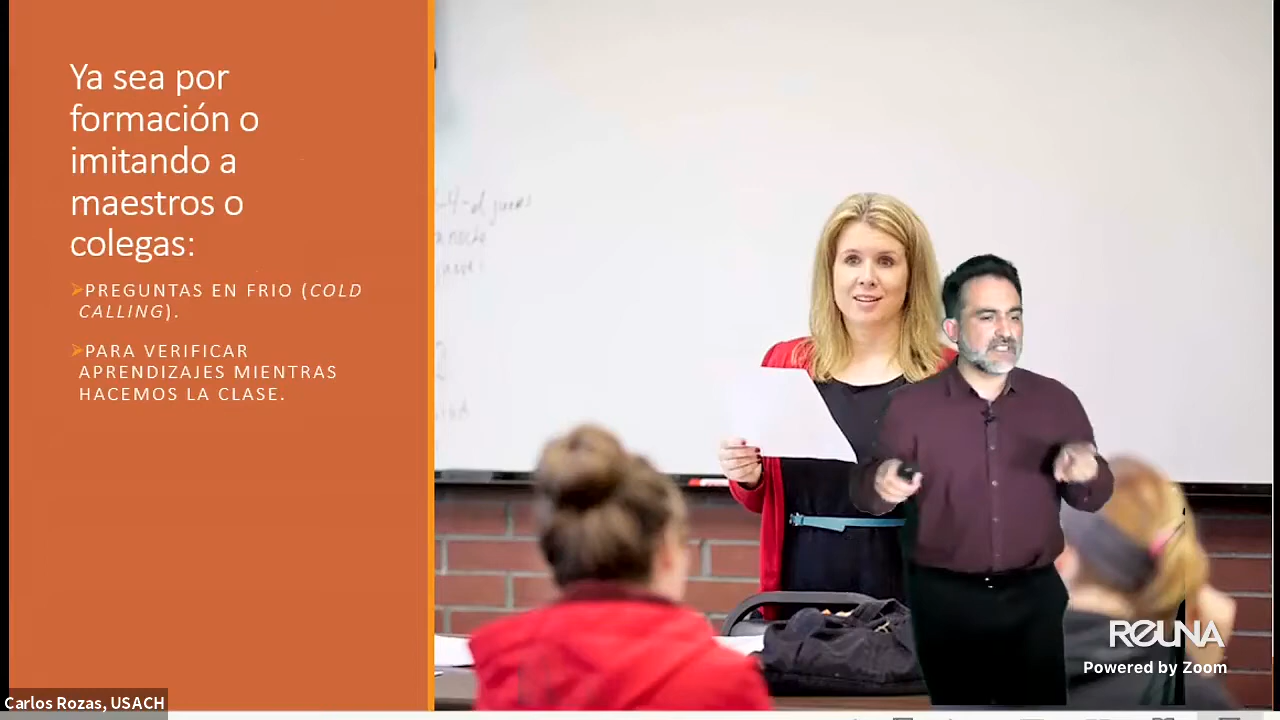 Ya sea por
formación o
imitando a
maestros o
colegas:
➢PREGUNTAS EN FRIO (COLD
CALLING).
➢PARA VERIFICAR
APRENDIZAJES MIENTRAS
HACEMOS LA CLASE.
REUNA
Powered by Zoom
Carlos Rozas, USACH